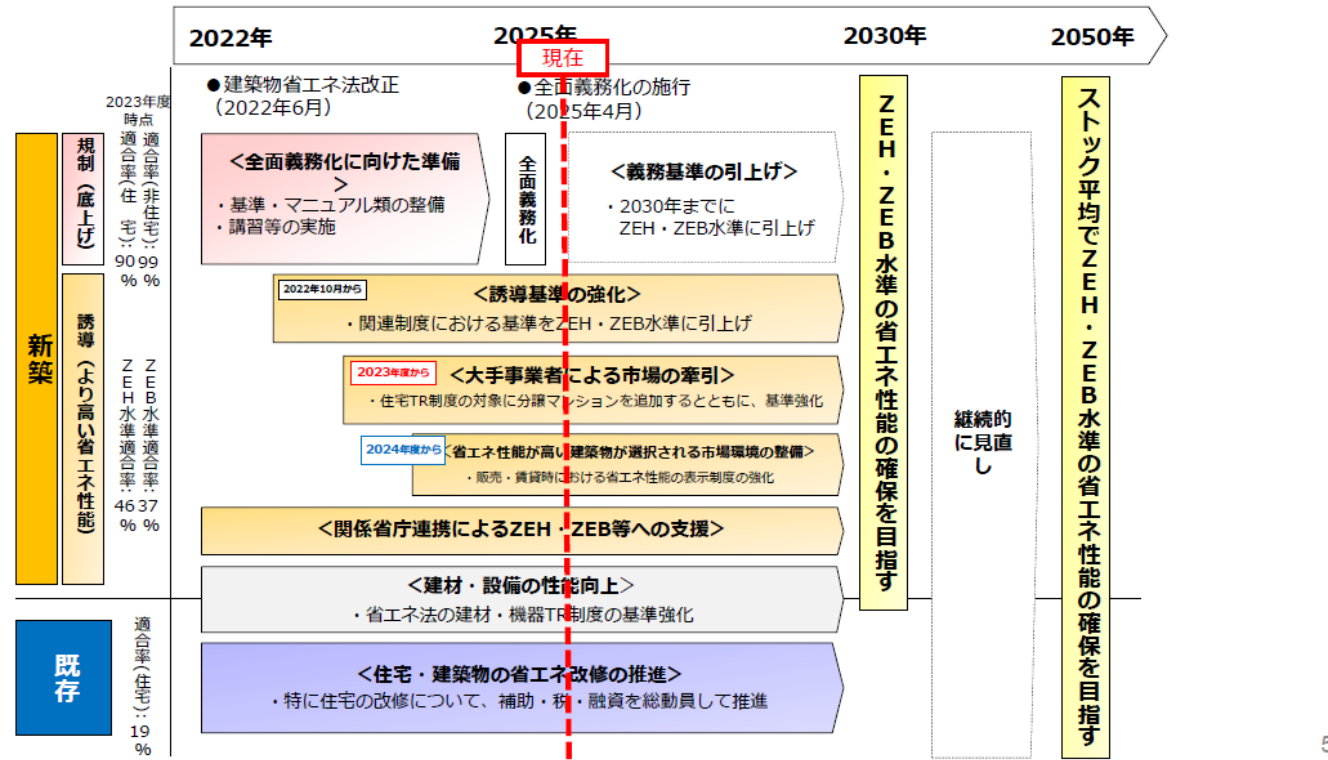 2022年
2025年
2030年
2050年
現在
●建築物省エネ法改正
（2022年6月）
●全面義務化の施行
（2025年4月）
2023年度
時点
新築
規制（底上げ）
適合率(住　宅)：90%
適合率(非住宅)：99%
＜全面義務化に向けた準備
＞
・基準・マニュアル類の整備
・講習等の実施
全面義務化
＜義務基準の引上げ＞
・2030年までに
ZEH・ZEB水準に引上げ
誘導（より高い省エネ性能）
ZEH水準適合率：46%
ZEB水準適合率：37%
2022年10月から
＜誘導基準の強化＞
・関連制度における基準をZEH・ZEB水準に引上げ
2023年度から
＜大手事業者による市場の牽引＞
・住宅TR制度の対象に分譲マンションを追加するとともに、基準強化
2024年度から
＜省エネ性能が高い建築物が選択される市場環境の整備＞
・販売・賃貸時における省エネ性能の表示制度の強化
＜関係省庁連携によるZEH・ZEB等への支援＞
＜建材・設備の性能向上＞
・省エネ法の建材・機器TR制度の基準強化
既存
適合率(住宅)：19%
＜住宅・建築物の省エネ改修の推進＞
・特に住宅の改修について、補助・税・融資を総動員して推進
ZEH・ZEB水準の省エネ性能の確保を目指す
継続的
に見直
し
ストック平均でZEH・ZEB水準の省エネ性能の確保を目指す
5